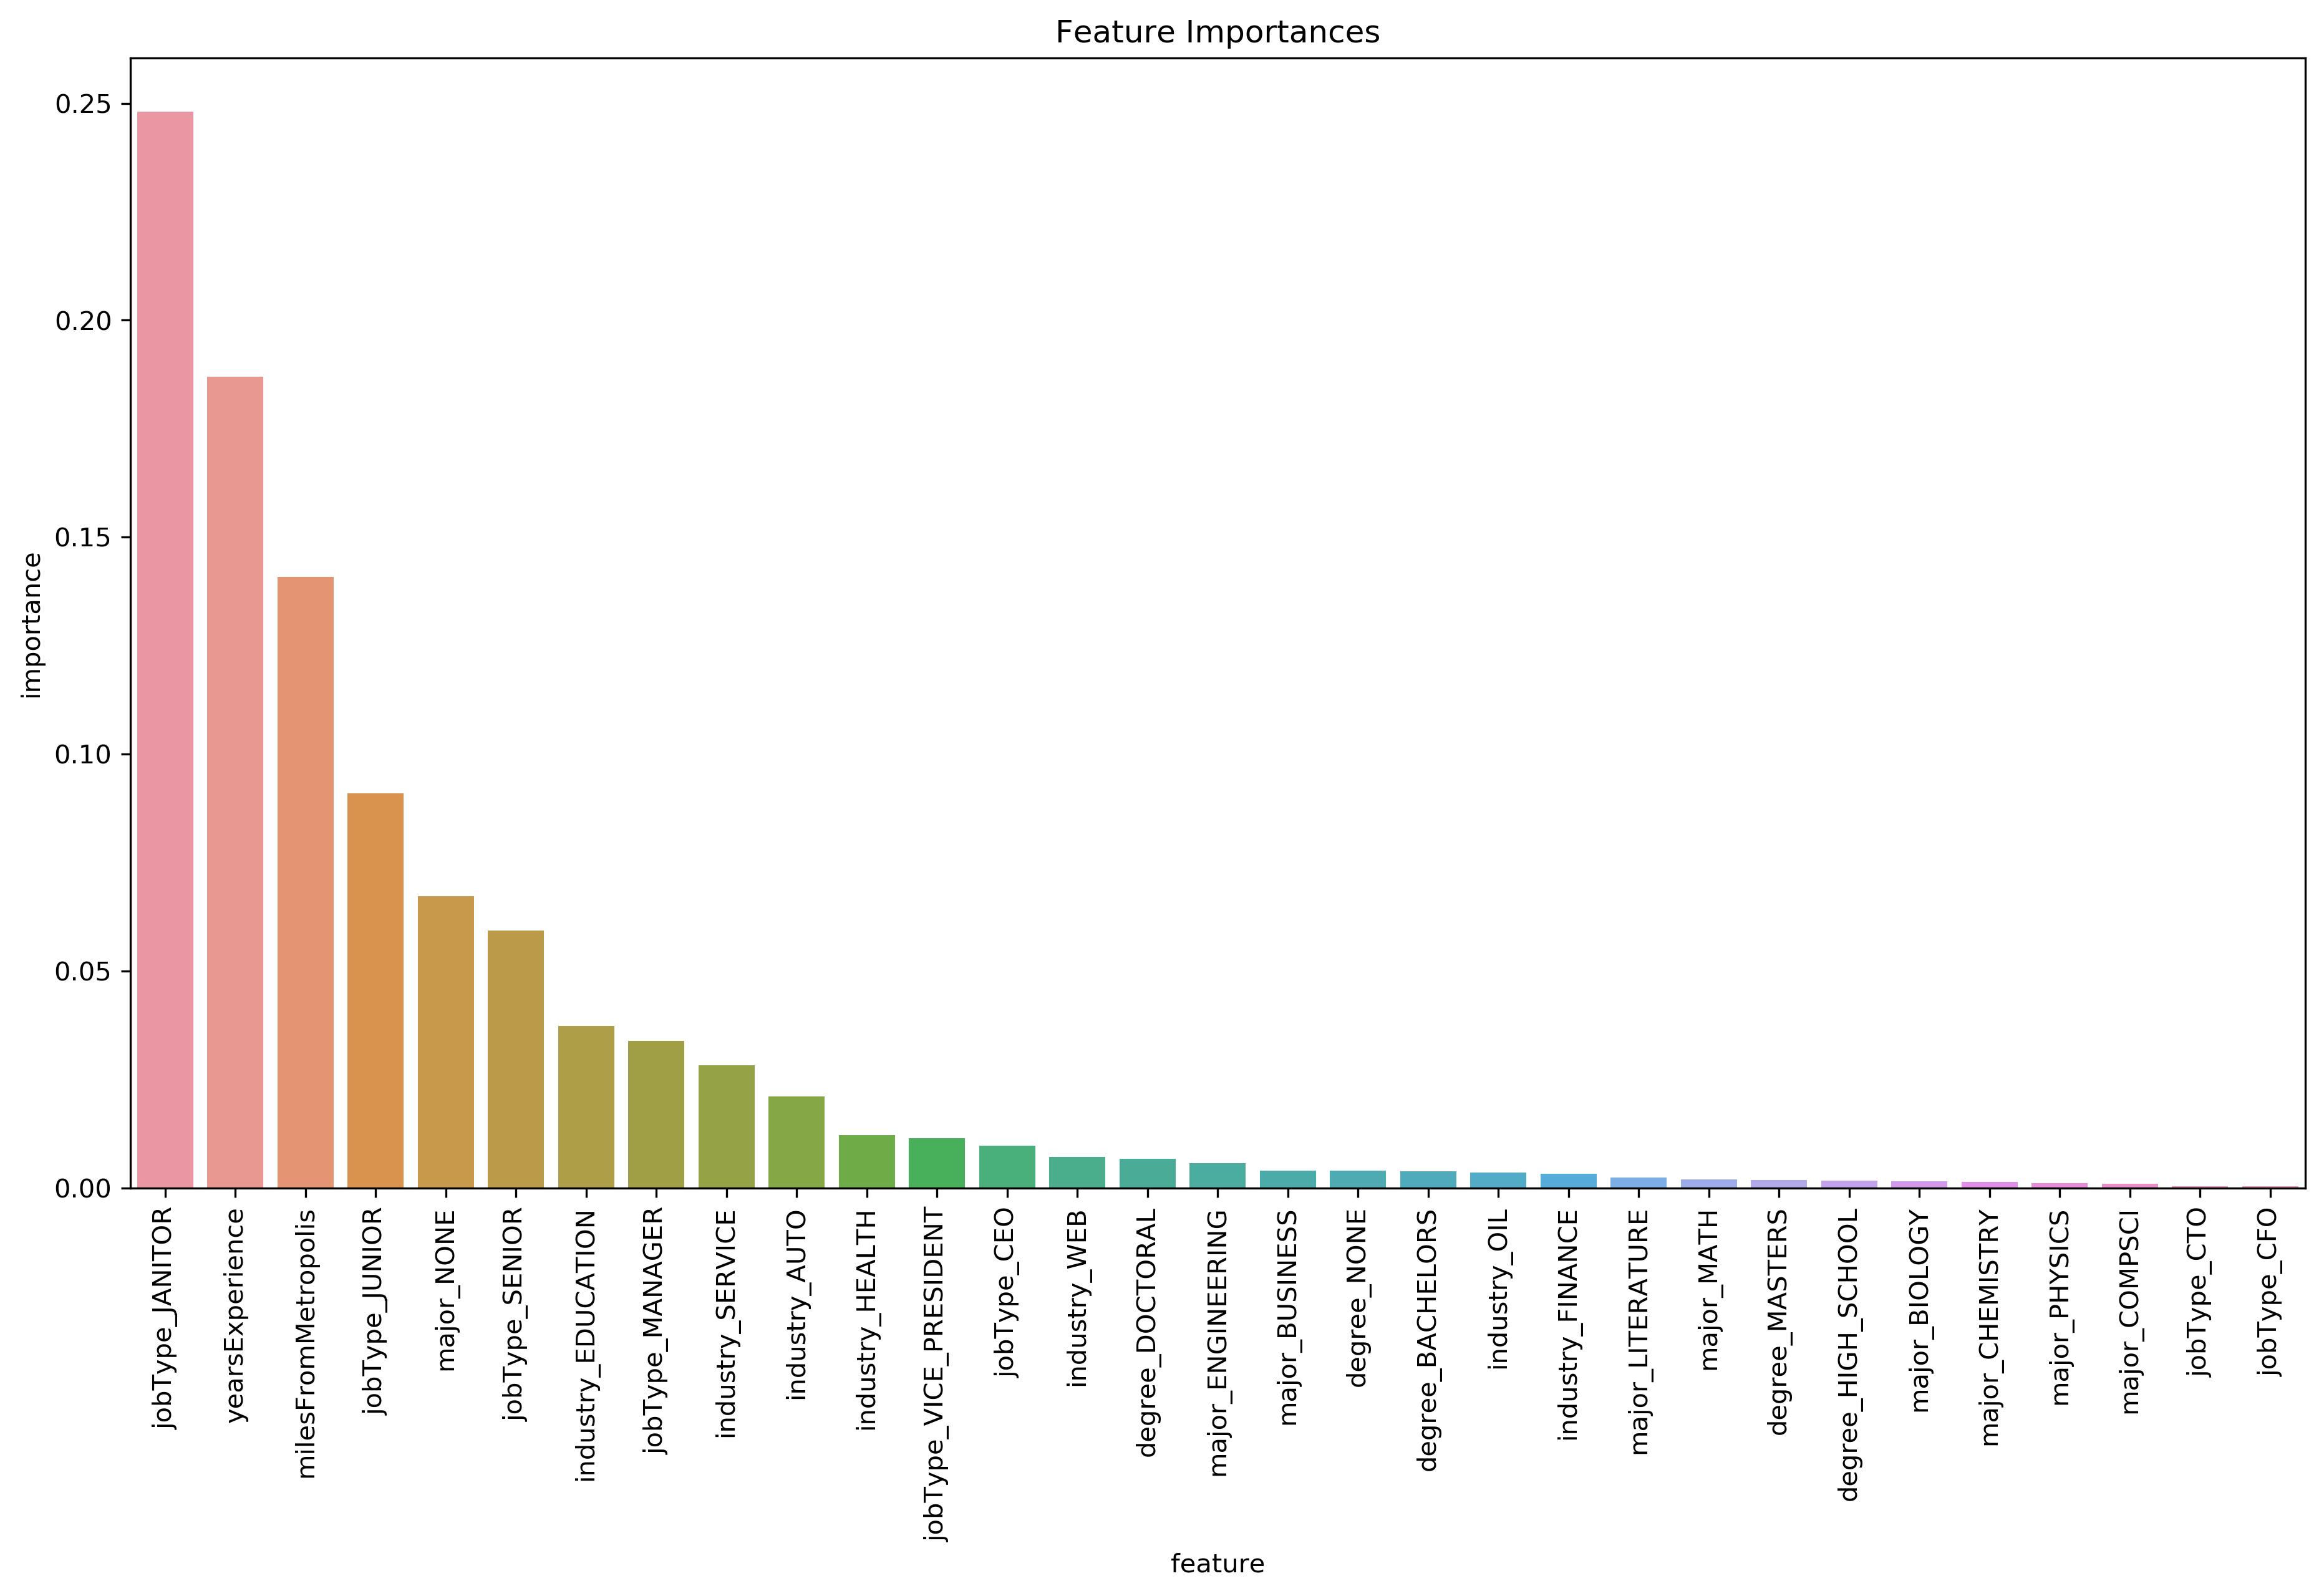 Feature Importances
importance
0.25
0.20
0.15
0.10
0.05
0.00
jobType_JANITOR
yearsExperience
milesFromMetropolis
jobType_JUNIOR
major_NONE
jobType_SENIOR
industry_EDUCATION
jobType_MANAGER
industry_SERVICE
industry_AUTO
industry_HEALTH
jobType_VICE_PRESIDENT
jobType_CEO
industry_WEB
degree_DOCTORAL
major_ENGINEERING
major_BUSINESS
degree_NONE
degree_BACHELORS
industry_OIL
industry_FINANCE
major_LITERATURE
major_MATH
degree_MASTERS
degree_HIGH_SCHOOL
major_BIOLOGY
major_CHEMISTRY
major_PHYSICS
major_COMPSCI
jobType_CTO
jobType_CFO
feature